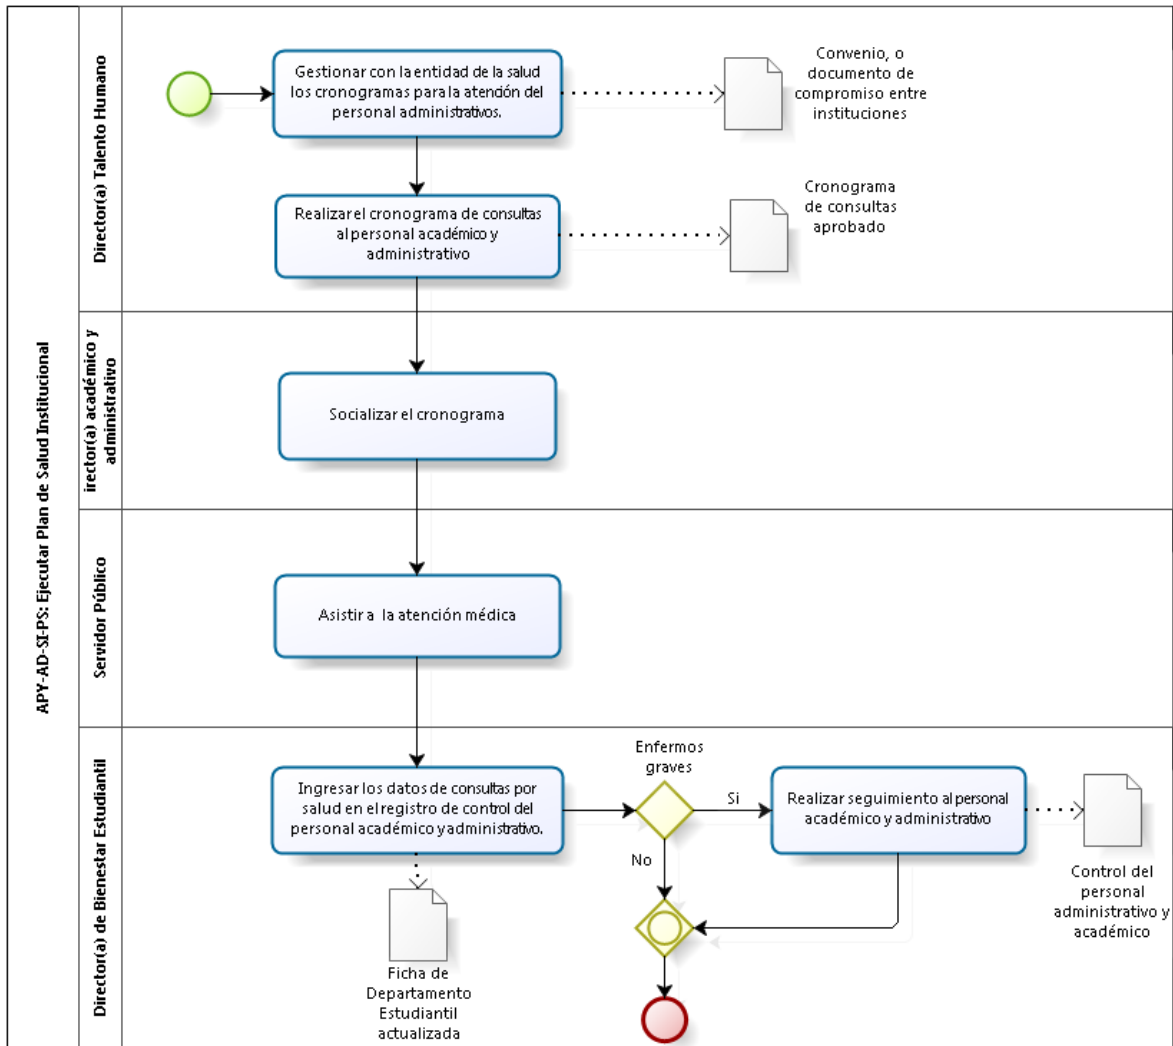 APY-AD-SI-PS: Ejecutar Plan de Salud Institucional
Director(a) Talento Humano
Gestionar con la entidad de la salud
los cronogramas para la atención del
personal administrativos.
Convenio, o
documento de
compromiso entre
instituciones
Realizar el cronograma de consultas
al personal académico y
administrativo
Cronograma
de consultas
aprobado
irector(a) académico y
administrativo
Socializar el cronograma
Servidor Público
Asistir a la atención médica
Director(a) de Bienestar Estudiantil
Ingresar los datos de consultas por
salud en el registro de control del
personal académico y administrativo.
Ficha de
Departamento
Estudiantil
actualizada
Enfermos
graves
Si
No
Realizar seguimiento al personal
académico y administrativo
Control del
personal
administrativo y
académico